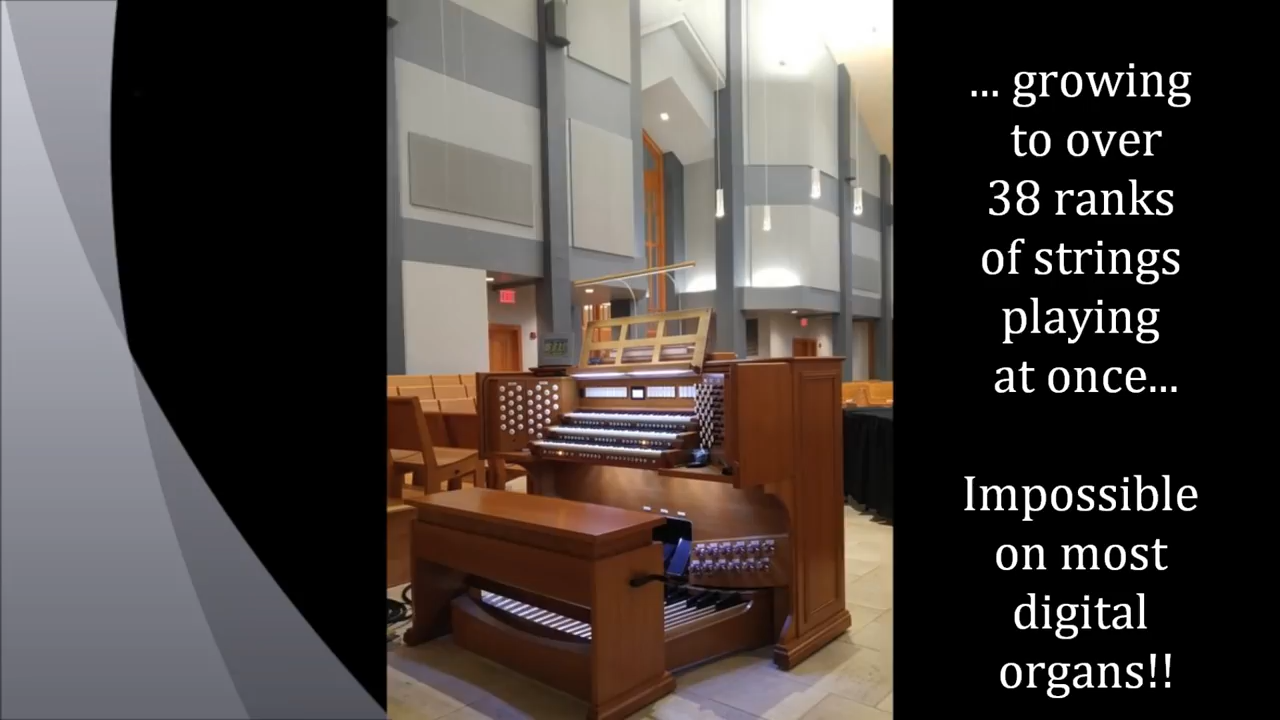 ... growing
to over
38 ranks
of strings
playing
at once...
Impossible
on most
digital
organs!!